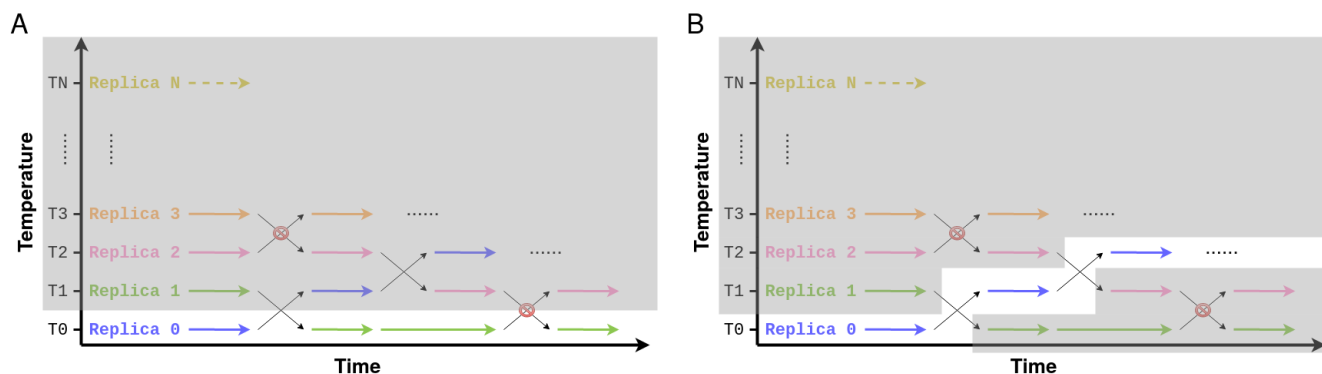 A
TN Replica N
Temperature
T3 Replica 3 ......
T2 Replica 2 ......
T1 Replica 1
T0 Replica 0
Time
B
TN Replica N
Temperature
T3 Replica 3 ......
T2 Replica 2 ......
T1 Replica 1
T0 Replica 0
Time